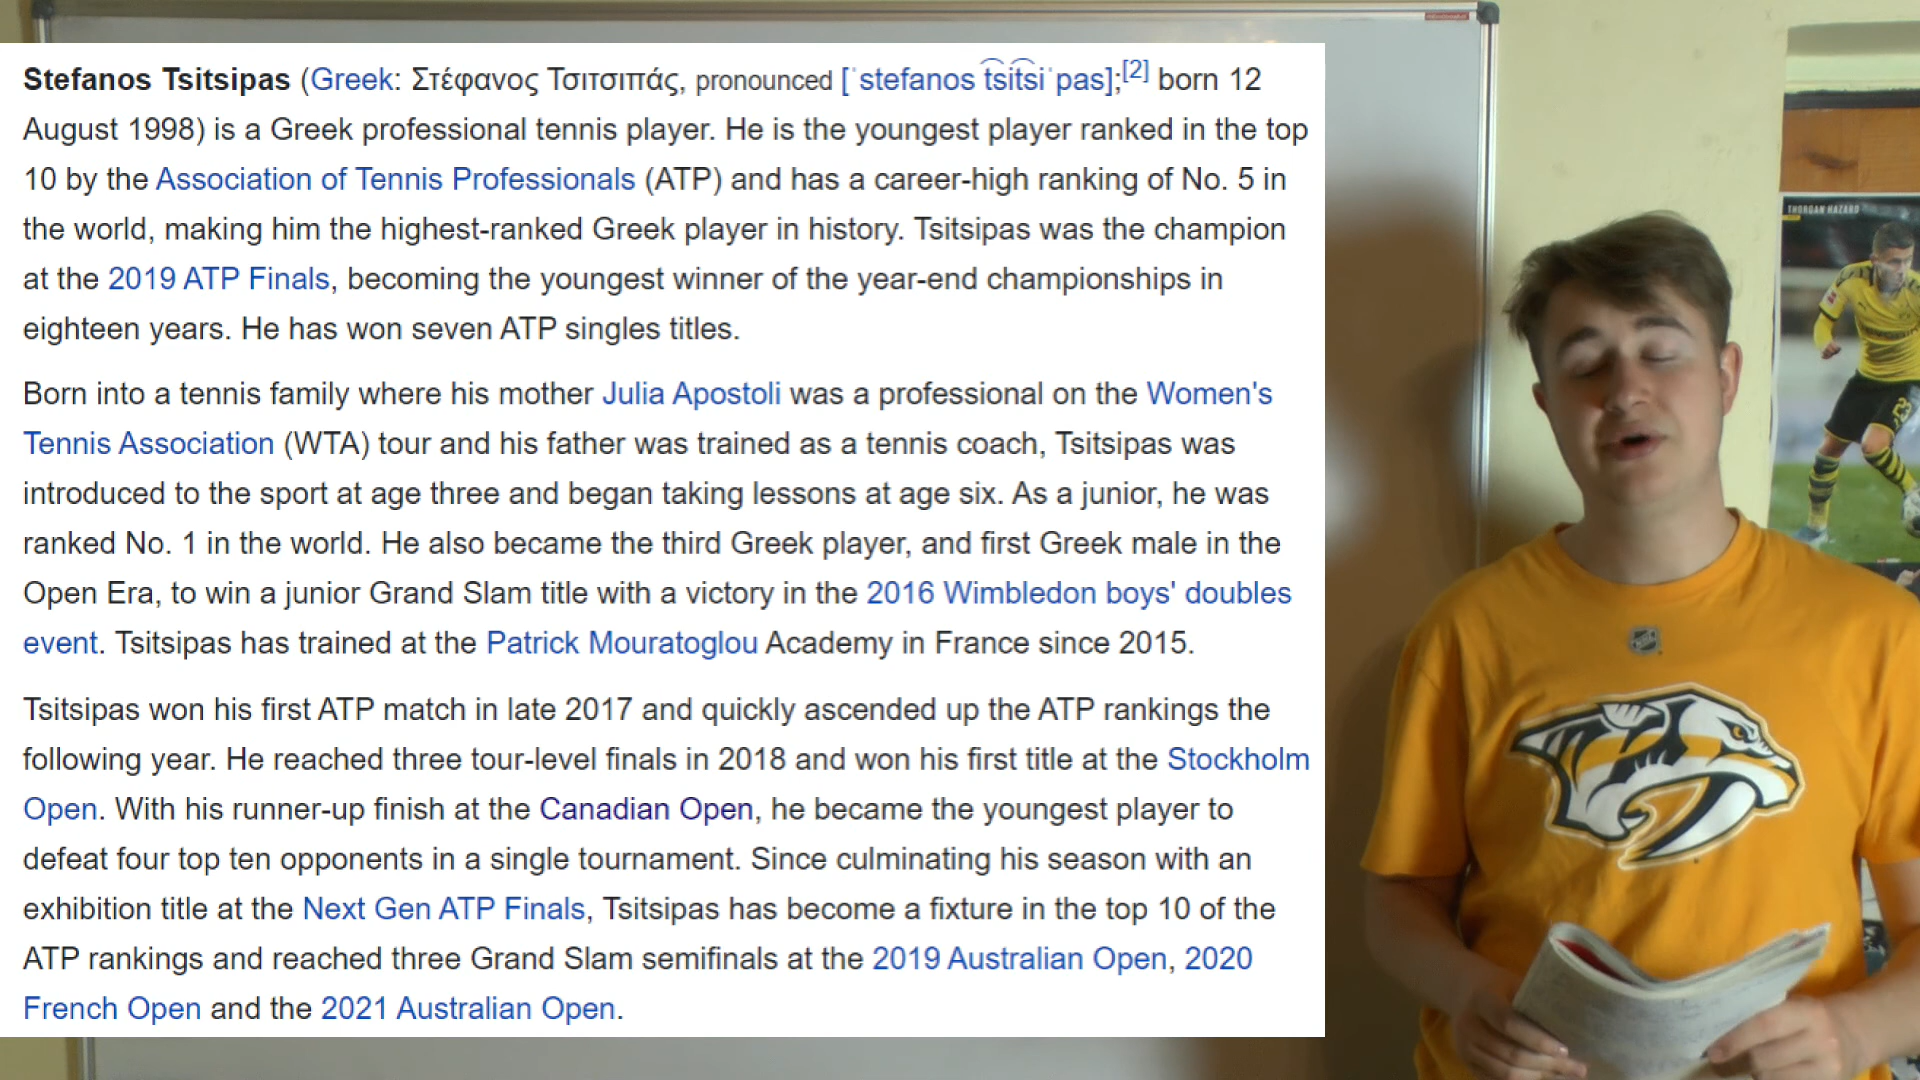 Stefanos Tsitsipas (Greek: Στέφανος Τσιτσιπάς, pronounced [ˈstefanos t͡sit͡siˈpas];[2] born 12
August 1998) is a Greek professional tennis player. He is the youngest player ranked in the top
10 by the Association of Tennis Professionals (ATP) and has a career-high ranking of No. 5 in
the world, making him the highest-ranked Greek player in history. Tsitsipas was the champion
at the 2019 ATP Finals, becoming the youngest winner of the year-end championships in
eighteen years. He has won seven ATP singles titles.
Born into a tennis family where his mother Julia Apostoli was a professional on the Women's
Tennis Association (WTA) tour and his father was trained as a tennis coach, Tsitsipas was
introduced to the sport at age three and began taking lessons at age six. As a junior, he was
ranked No. 1 in the world. He also became the third Greek player, and first Greek male in the
Open Era, to win a junior Grand Slam title with a victory in the 2016 Wimbledon boys' doubles
event. Tsitsipas has trained at the Patrick Mouratoglou Academy in France since 2015.
Tsitsipas won his first ATP match in late 2017 and quickly ascended up the ATP rankings the
following year. He reached three tour-level finals in 2018 and won his first title at the Stockholm
Open. With his runner-up finish at the Canadian Open, he became the youngest player to
defeat four top ten opponents in a single tournament. Since culminating his season with an
exhibition title at the Next Gen ATP Finals, Tsitsipas has become a fixture in the top 10 of the
ATP rankings and reached three Grand Slam semifinals at the 2019 Australian Open, 2020
French Open and the 2021 Australian Open.
THORGAN HAZARD
23
NHL